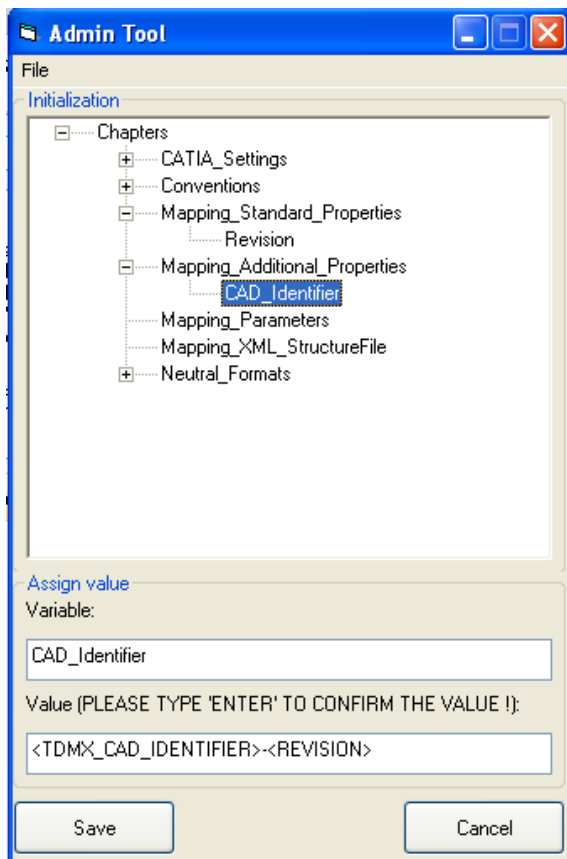 Admin Tool
File
Initialization
Chapters
CATIA_Settings
Conventions
Mapping_Standard_Properties
Revision
Mapping_Additional_Properties
CAD_Identifier
Mapping_Parameters
Mapping_XML_StructureFile
Neutral_Formats
Assign value
Variable:
CAD_Identifier
Value (PLEASE TYPE 'ENTER' TO CONFIRM THE VALUE !):
<TDMX_CAD_IDENTIFIER>-<REVISION>
Save Cancel